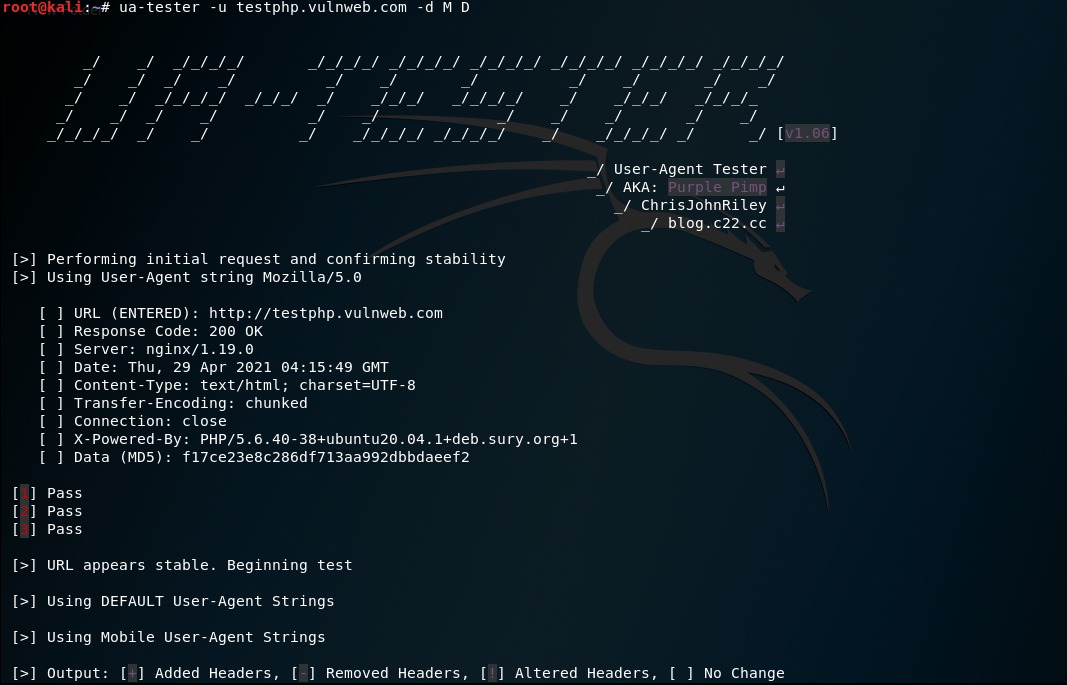 root@kali:~# ua-tester -u testphp.vulnweb.com -d M D
UA-TESTER [v1.06]
_/ User-Agent Tester ↵
_/ AKA: Purple Pimp ↵
_/ ChrisJohnRiley ↵
_/ blog.c22.cc ↵
[>] Performing initial request and confirming stability
[>] Using User-Agent string Mozilla/5.0
[ ] URL (ENTERED): http://testphp.vulnweb.com
[ ] Response Code: 200 OK
[ ] Server: nginx/1.19.0
[ ] Date: Thu, 29 Apr 2021 04:15:49 GMT
[ ] Content-Type: text/html; charset=UTF-8
[ ] Transfer-Encoding: chunked
[ ] Connection: close
[ ] X-Powered-By: PHP/5.6.40-38+ubuntu20.04.1+deb.sury.org+1
[ ] Data (MD5): f17ce23e8c286df713aa992dbbdaeef2
[1] Pass
[2] Pass
[3] Pass
[>] URL appears stable. Beginning test
[>] Using DEFAULT User-Agent Strings
[>] Using Mobile User-Agent Strings
[>] Output: [+] Added Headers, [-] Removed Headers, [!] Altered Headers, [ ] No Change